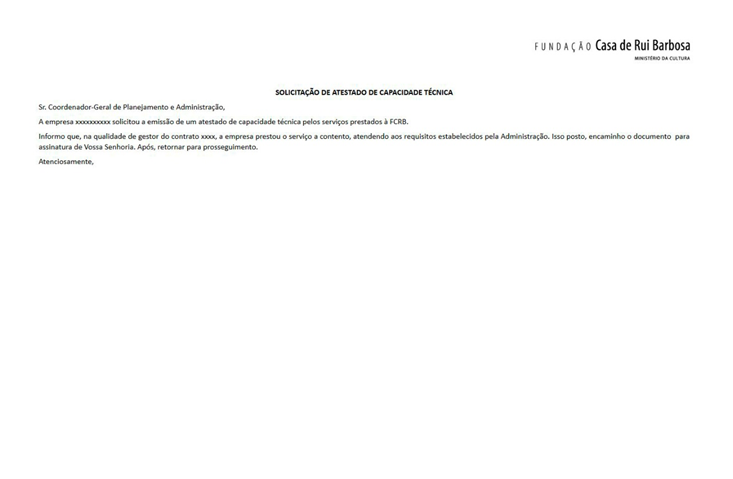 FUNDAÇÃO Casa de Rui Barbosa
MINISTÉRIO DA CULTURA
SOLICITAÇÃO DE ATESTADO DE CAPACIDADE TÉCNICA
Sr. Coordenador-Geral de Planejamento e Administração,
A empresa xxxxxxxxxx solicitou a emissão de um atestado de capacidade técnica pelos serviços prestados à FCRB.
Informo que, na qualidade de gestor do contrato xxxx, a empresa prestou o serviço a contento, atendendo aos requisitos estabelecidos pela Administração. Isso posto, encaminho o documento para
assinatura de Vossa Senhoria. Após, retornar para prosseguimento.
Atenciosamente,